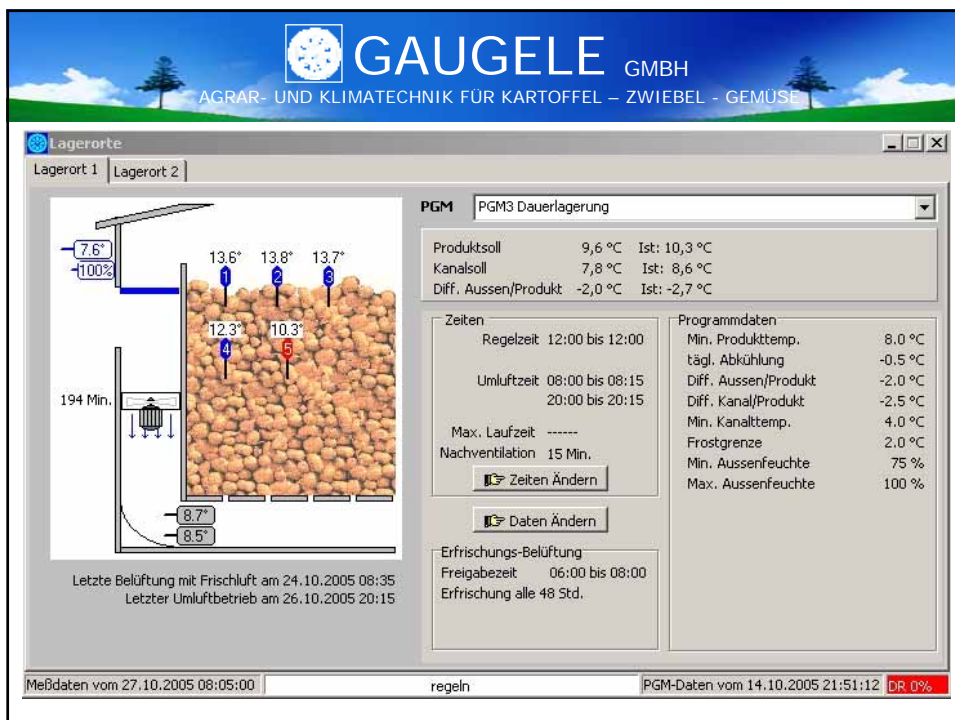 GAUGELE GMBH
AGRAR- UND KLIMATECHNIK FÜR KARTOFFEL – ZWIEBEL - GEMÜSE
Lagerorte
Lagerort 1 Lagerort 2
7.6°
100%
13.6° 13.8° 13.7°
1 2 3
12.3° 10.3°
4 5
194 Min.
8.7°
8.5°
Letzte Belüftung mit Frischluft am 24.10.2005 08:35
Letzter Umluftbetrieb am 26.10.2005 20:15
PGM PGM3 Dauerlagerung
Produktsoll 9,6 °C Ist: 10,3 °C
Kanalsoll 7,8 °C Ist: 8,6 °C
Diff. Aussen/Produkt -2,0 °C Ist: -2,7 °C
Zeiten
Regelzeit 12:00 bis 12:00
Umluftzeit 08:00 bis 08:15
20:00 bis 20:15
Max. Laufzeit ------
Nachventilation 15 Min.
Zeiten Ändern
Daten Ändern
Erfrischungs-Belüftung
Freigabezeit 06:00 bis 08:00
Erfrischung alle 48 Std.
Programmdaten
Min. Produkttemp. 8.0 °C
tägl. Abkühlung -0.5 °C
Diff. Aussen/Produkt -2.0 °C
Diff. Kanal/Produkt -2.5 °C
Min. Kanalttemp. 4.0 °C
Frostgrenze 2.0 °C
Min. Aussenfeuchte 75 %
Max. Aussenfeuchte 100 %
Meßdaten vom 27.10.2005 08:05:00 regeln PGM-Daten vom 14.10.2005 21:51:12 DR 0%